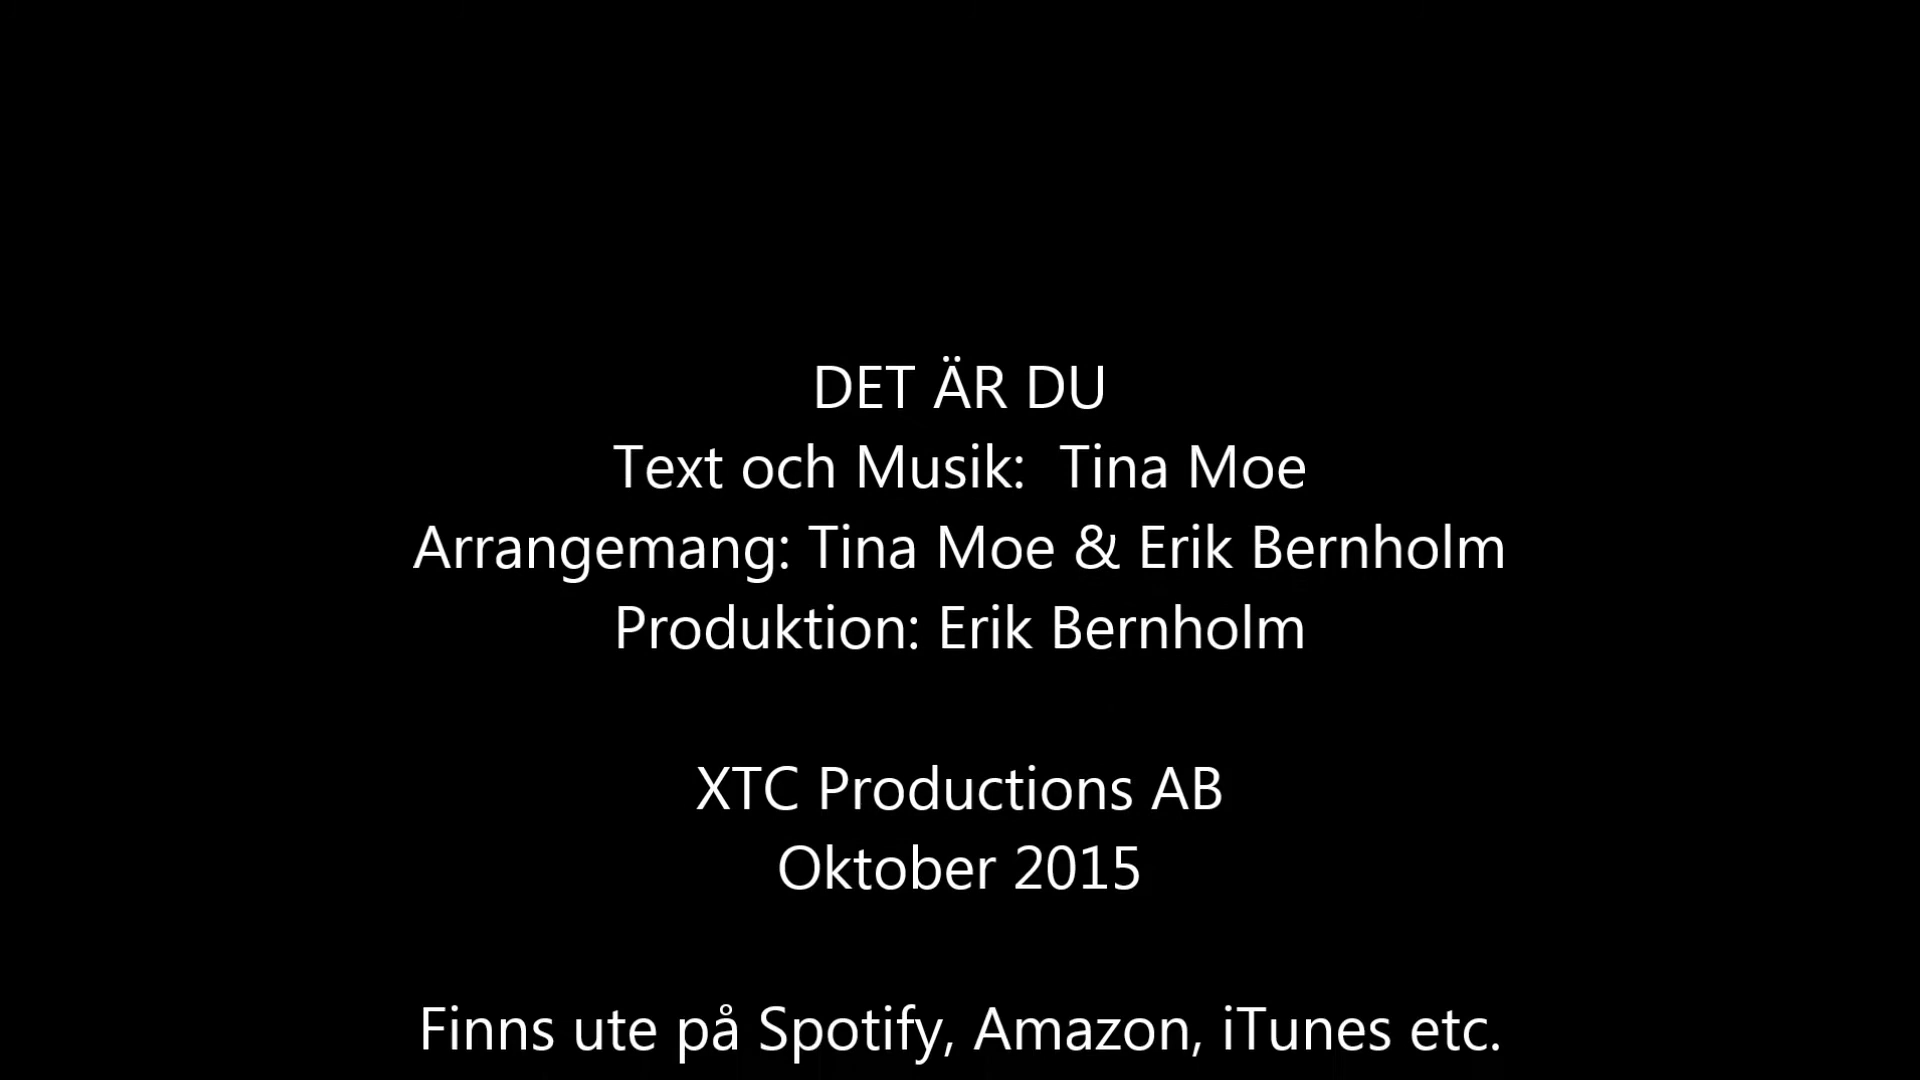 DET ÄR DU
Text och Musik:  Tina Moe
Arrangemang: Tina Moe & Erik Bernholm
Produktion: Erik Bernholm
XTC Productions AB
Oktober 2015
Finns ute på Spotify, Amazon, iTunes etc.